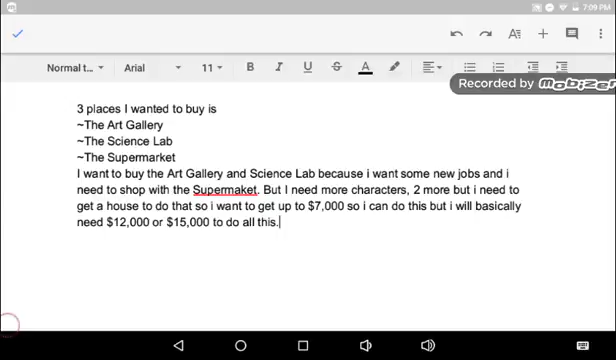 7:09 PM
Normal t... Arial 11 B I U S A
Recorded by mobizen
3 places I wanted to buy is
~The Art Gallery
~The Science Lab
~The Supermarket
I want to buy the Art Gallery and Science Lab because i want some new jobs and i
need to shop with the Supermaket. But I need more characters, 2 more but i need to
get a house to do that so i want to get up to $7,000 so i can do this but i will basically
need $12,000 or $15,000 to do all this.